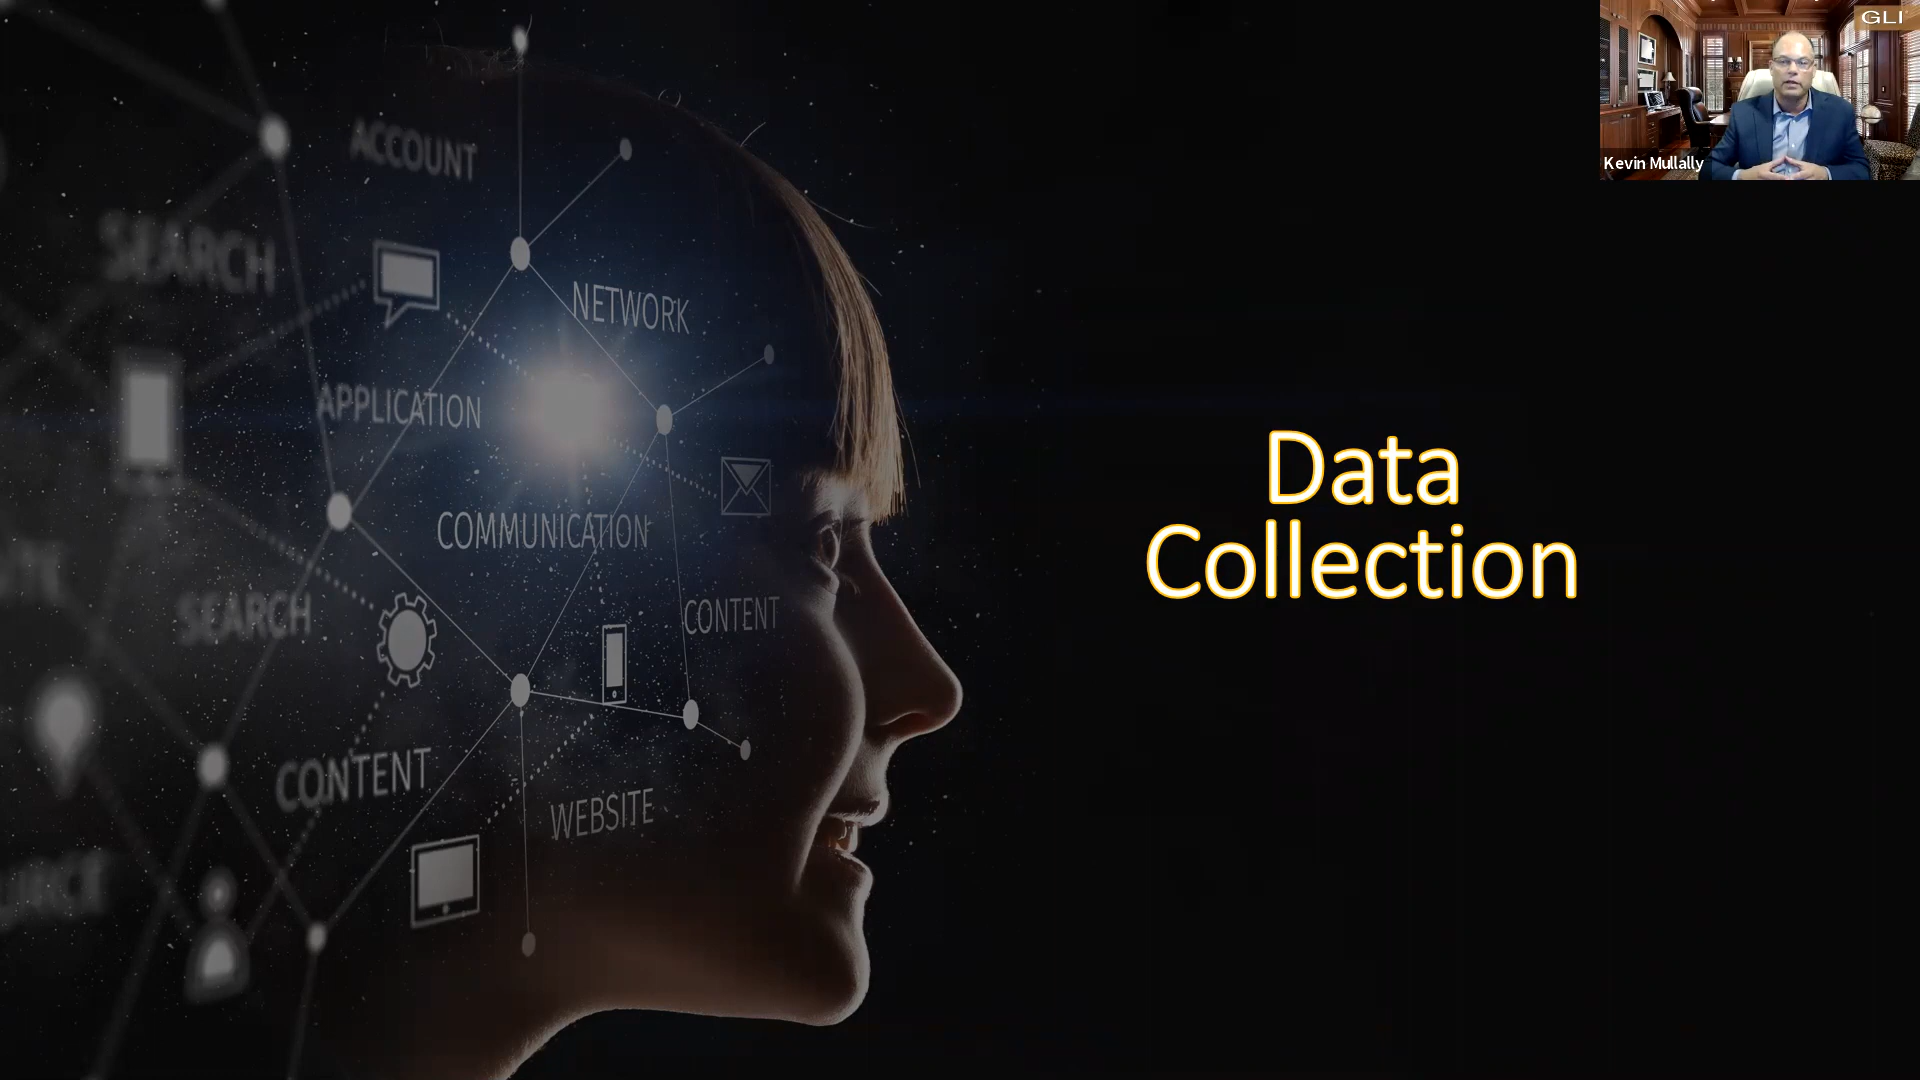 GLI
Kevin Mullally
ACCOUNT
SEARCH
NETWORK
APPLICATION
COMMUNICATION
SEARCH
CONTENT
CONTENT
WEBSITE
Data
Collection